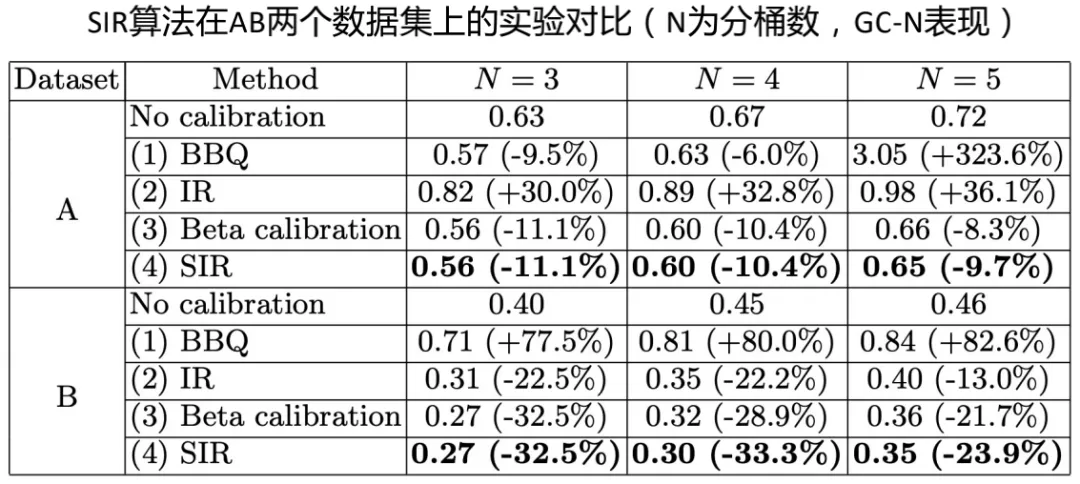 SIR算法在AB两个数据集上的实验对比（N为分桶数，GC-N表现）
Dataset Method N = 3 N = 4 N = 5
A
No calibration 0.63 0.67 0.72
(1) BBQ 0.57 (-9.5%) 0.63 (-6.0%) 3.05 (+323.6%)
(2) IR 0.82 (+30.0%) 0.89 (+32.8%) 0.98 (+36.1%)
(3) Beta calibration 0.56 (-11.1%) 0.60 (-10.4%) 0.66 (-8.3%)
(4) SIR 0.56 (-11.1%) 0.60 (-10.4%) 0.65 (-9.7%)
B
No calibration 0.40 0.45 0.46
(1) BBQ 0.71 (+77.5%) 0.81 (+80.0%) 0.84 (+82.6%)
(2) IR 0.31 (-22.5%) 0.35 (-22.2%) 0.40 (-13.0%)
(3) Beta calibration 0.27 (-32.5%) 0.32 (-28.9%) 0.36 (-21.7%)
(4) SIR 0.27 (-32.5%) 0.30 (-33.3%) 0.35 (-23.9%)